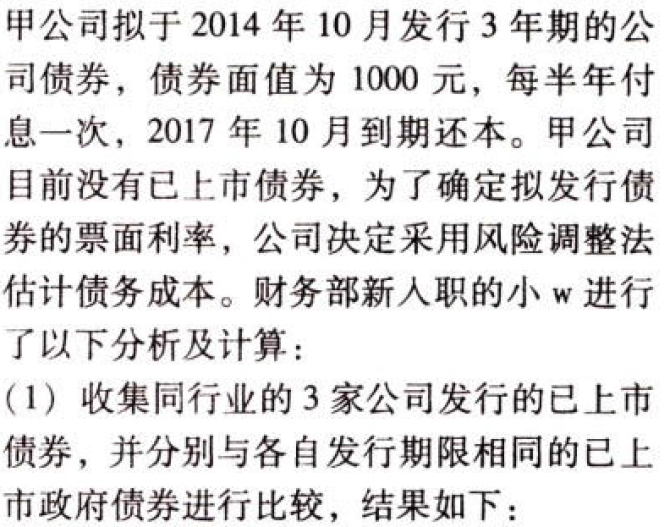 甲公司拟于 2014 年 10 月发行 3 年期的公
司债券，债券面值为 1000 元，每半年付
息一次，2017 年 10 月到期还本。甲公司
目前没有已上市债券，为了确定拟发行债
券的票面利率，公司决定采用风险调整法
估计债务成本。财务部新入职的小 w 进行
了以下分析及计算：
（1）收集同行业的 3 家公司发行的已上市
债券，并分别与各自发行期限相同的已上
市政府债券进行比较，结果如下：